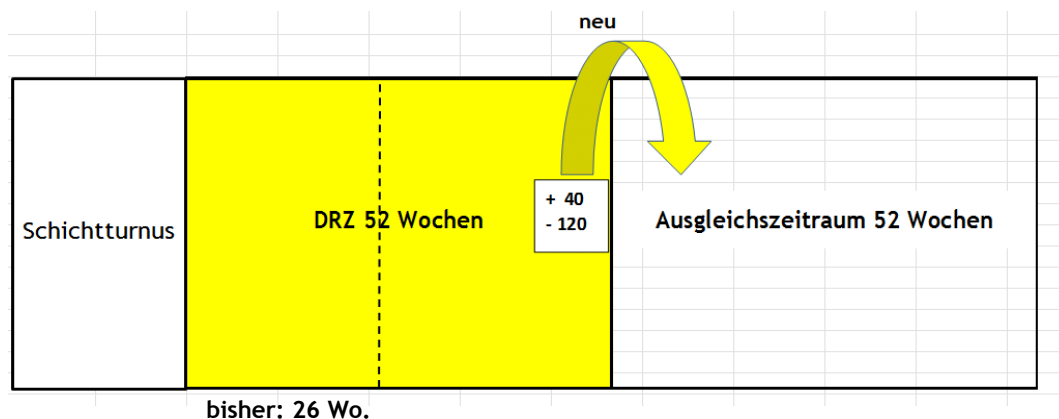 neu
Schichtturnus
DRZ 52 Wochen
+ 40
- 120
Ausgleichszeitraum 52 Wochen
bisher: 26 Wo.